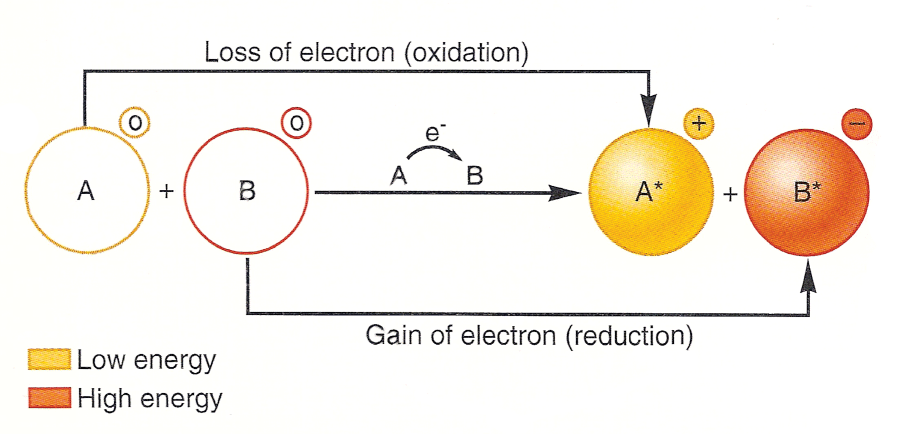 Loss of electron (oxidation)
o o + −
e-
A + B A B A* + B*
Gain of electron (reduction)
Low energy
High energy